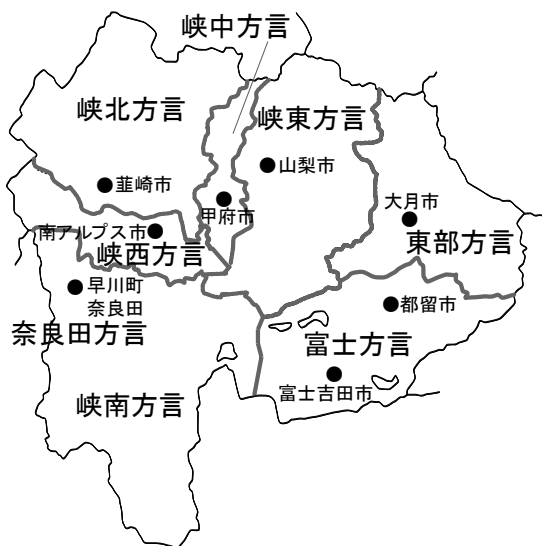 峡中方言
峡北方言
峡東方言
山梨市
韮崎市
大月市
甲府市
南アルプス市
東部方言
峡西方言
早川町
奈良田
都留市
奈良田方言
富士方言
富士吉田市
峡南方言